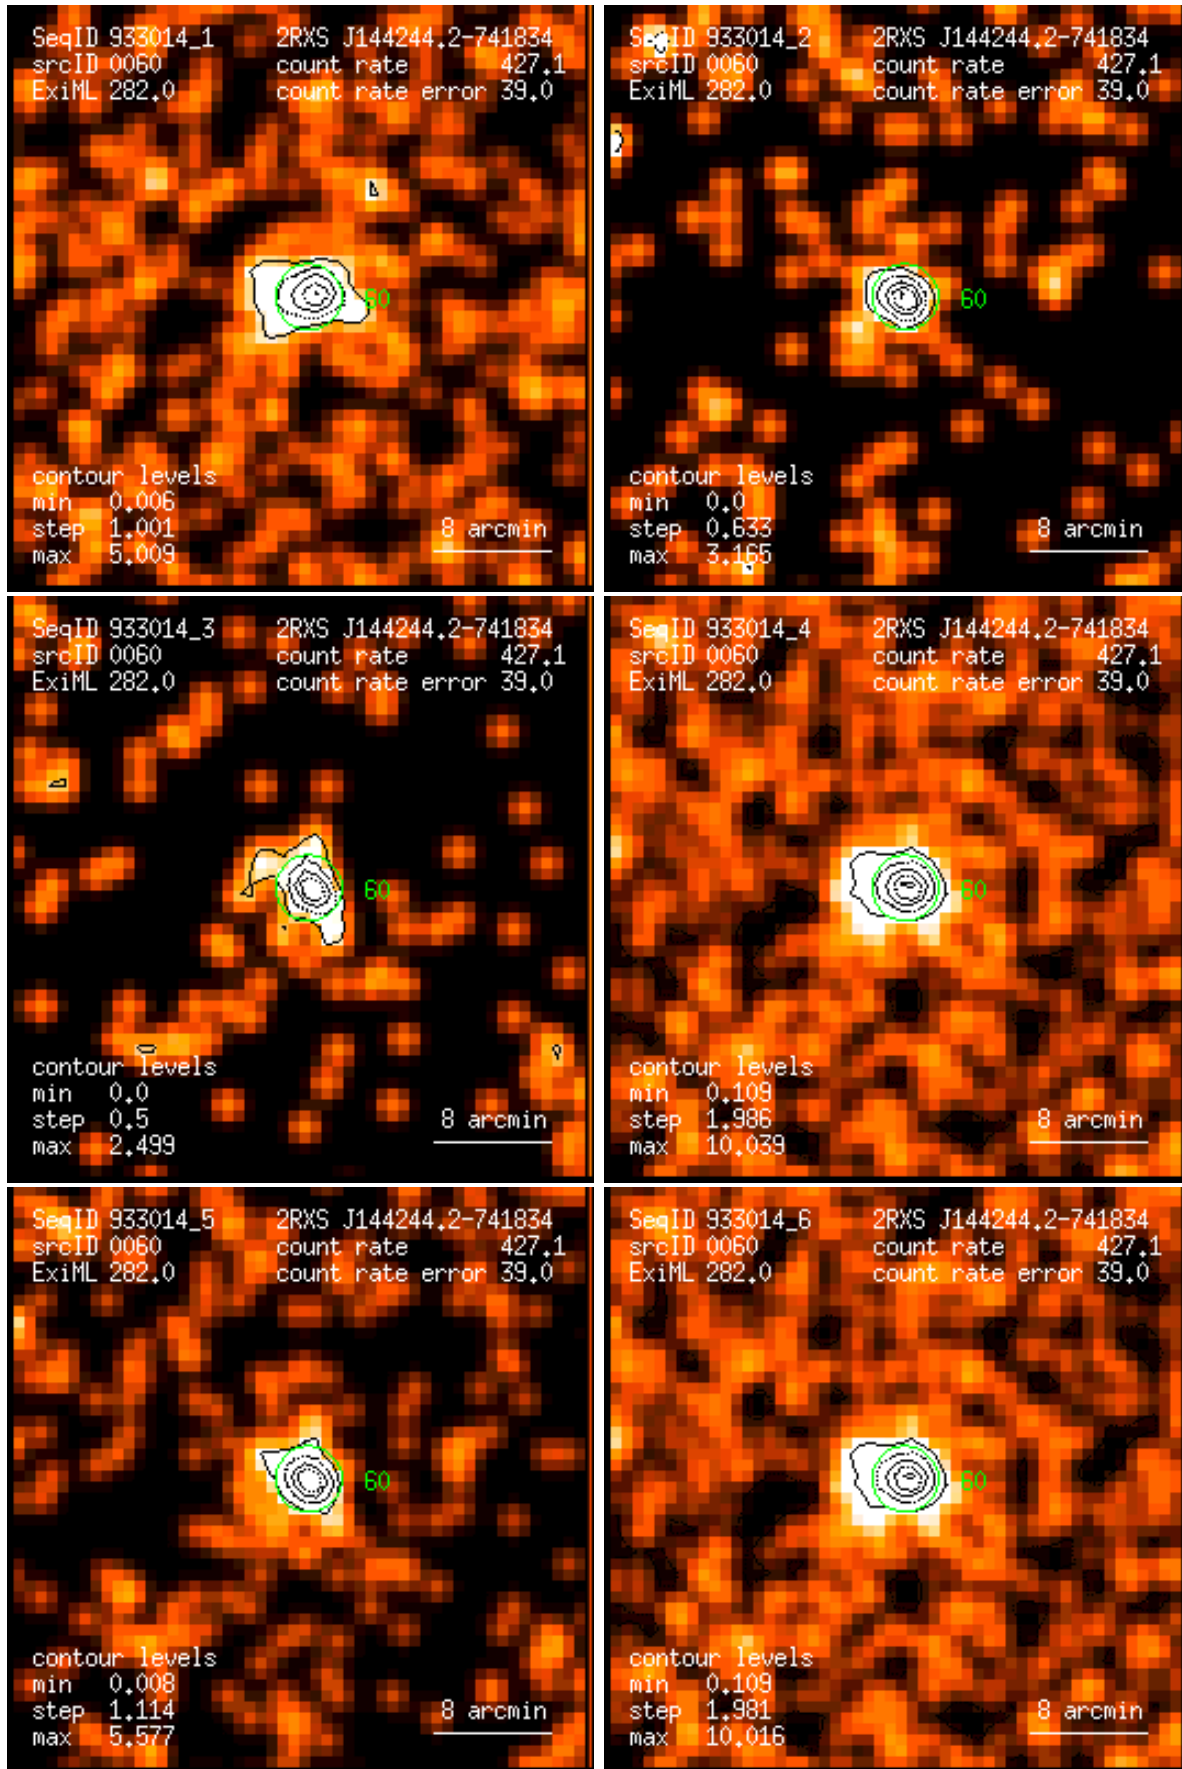 SeqID 933014_1 2RXS J144244.2-741834
srcID 0060 count rate 427.1
ExiML 282.0 count rate error 39.0
60
contour levels
min 0.006
step 1.001
max 5.009
8 arcmin
SeqID 933014_2 2RXS J144244.2-741834
srcID 0060 count rate 427.1
ExiML 282.0 count rate error 39.0
60
contour levels
min 0.0
step 0.633
max 3.165
8 arcmin
SeqID 933014_3 2RXS J144244.2-741834
srcID 0060 count rate 427.1
ExiML 282.0 count rate error 39.0
60
contour levels
min 0.0
step 0.5
max 2.499
8 arcmin
SeqID 933014_4 2RXS J144244.2-741834
srcID 0060 count rate 427.1
ExiML 282.0 count rate error 39.0
60
contour levels
min 0.109
step 1.986
max 10.039
8 arcmin
SeqID 933014_5 2RXS J144244.2-741834
srcID 0060 count rate 427.1
ExiML 282.0 count rate error 39.0
60
contour levels
min 0.008
step 1.114
max 5.577
8 arcmin
SeqID 933014_6 2RXS J144244.2-741834
srcID 0060 count rate 427.1
ExiML 282.0 count rate error 39.0
60
contour levels
min 0.109
step 1.981
max 10.016
8 arcmin